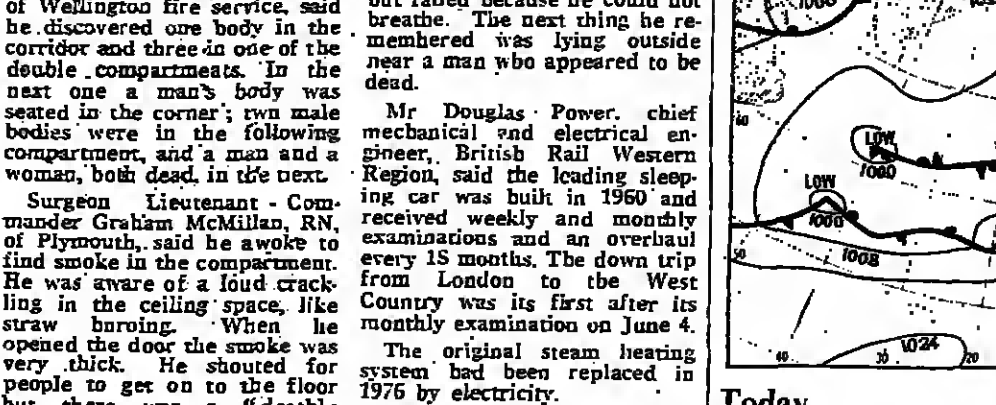 of Wellington fire service, said
he discovered one body in the
corridor and three in one of the
double compartments. In the
next one a man's body was
seated in the corner; two male
bodies were in the following
compartment, and a man and a
woman, both dead, in the next.
Surgeon Lieutenant-Com-
mander Graham McMillan, RN,
of Plymouth, said he awoke to
find smoke in the compartment.
He was aware of a loud crack-
ling in the ceiling space, like
straw burning. When he
opened the door the smoke was
very thick. He shouted for
people to get on to the floor
but there was a
but failed because he could not
breathe. The next thing he re-
membered was lying outside
near a man who appeared to be
dead.
Mr Douglas Power, chief
mechanical and electrical en-
gineer, British Rail Western
Region, said the leading sleep-
ing car was built in 1960 and
received weekly and monthly
examinations and an overhaul
every 18 months. The down trip
from London to the West
Country was its first after its
monthly examination on June 4.
The original steam heating
system had been replaced in
1976 by electricity.
LOW
1000
LOW
1000
1008
50
1024
40
30
20
Today